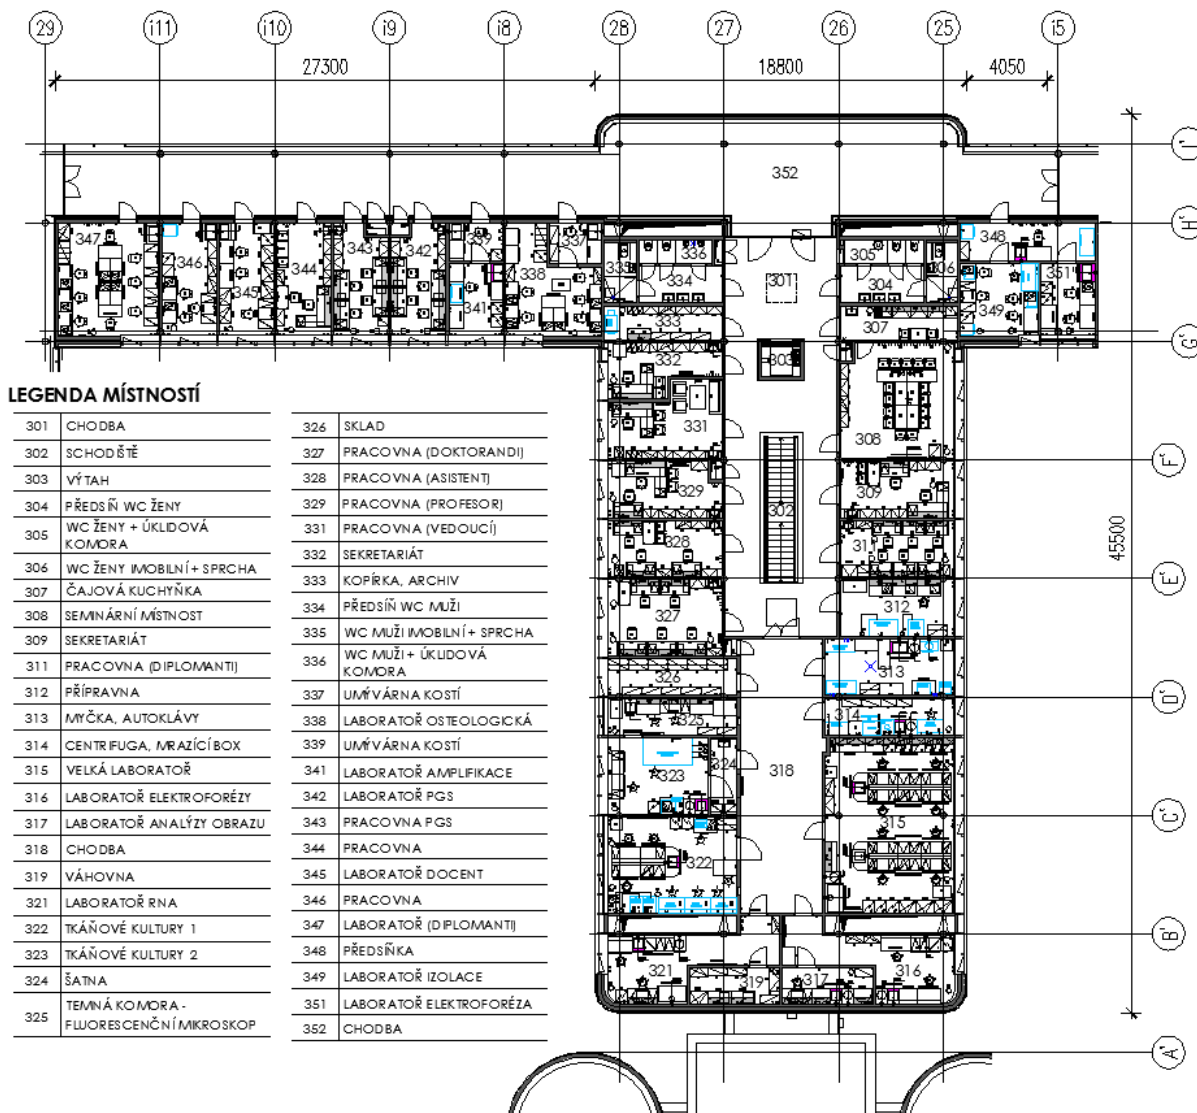 29 i11 i10 i9 i8 28 27 26 25 i5
27300 18800 4050
I'
352
H'
347 346 345 344 343 342 339 341 338 337
335 336 334 301 305 306 304
348 351 349
G'
333 303 307
332
331 308
F'
329 309
302
328 311
45500
E'
327 312
326 313
D'
325 314
323 324 318
C'
322 315
B'
321 319 317 316
A'
LEGENDA MÍSTNOSTÍ
301 CHODBA
302 SCHODIŠTĚ
303 VÝTAH
304 PŘEDSÍŇ WC ŽENY
305 WC ŽENY + ÚKLIDOVÁ
KOMORA
306 WC ŽENY IMOBILNÍ + SPRCHA
307 ČAJOVÁ KUCHYŇKA
308 SEMINÁRNÍ MÍSTNOST
309 SEKRETARIÁT
311 PRACOVNA (DIPLOMANTI)
312 PŘÍPRAVNA
313 MYČKA, AUTOKLÁVY
314 CENTRIFUGA, MRAZÍCÍ BOX
315 VELKÁ LABORATOŘ
316 LABORATOŘ ELEKTROFORÉZY
317 LABORATOŘ ANALÝZY OBRAZU
318 CHODBA
319 VÁHOVNA
321 LABORATOŘ RNA
322 TKÁŇOVÉ KULTURY 1
323 TKÁŇOVÉ KULTURY 2
324 ŠATNA
325 TEMNÁ KOMORA -
FLUORESCENČNÍ MIKROSKOP
326 SKLAD
327 PRACOVNA (DOKTORANDI)
328 PRACOVNA (ASISTENT)
329 PRACOVNA (PROFESOR)
331 PRACOVNA (VEDOUCÍ)
332 SEKRETARIÁT
333 KOPÍRKA, ARCHIV
334 PŘEDSÍŇ WC MUŽI
335 WC MUŽI IMOBILNÍ + SPRCHA
336 WC MUŽI + ÚKLIDOVÁ
KOMORA
337 UMÝVÁRNA KOSTÍ
338 LABORATOŘ OSTEOLOGICKÁ
339 UMÝVÁRNA KOSTÍ
341 LABORATOŘ AMPLIFIKACE
342 LABORATOŘ PGS
343 PRACOVNA PGS
344 PRACOVNA
345 LABORATOŘ DOCENT
346 PRACOVNA
347 LABORATOŘ (DIPLOMANTI)
348 PŘEDSÍŇKA
349 LABORATOŘ IZOLACE
351 LABORATOŘ ELEKTROFORÉZA
352 CHODBA